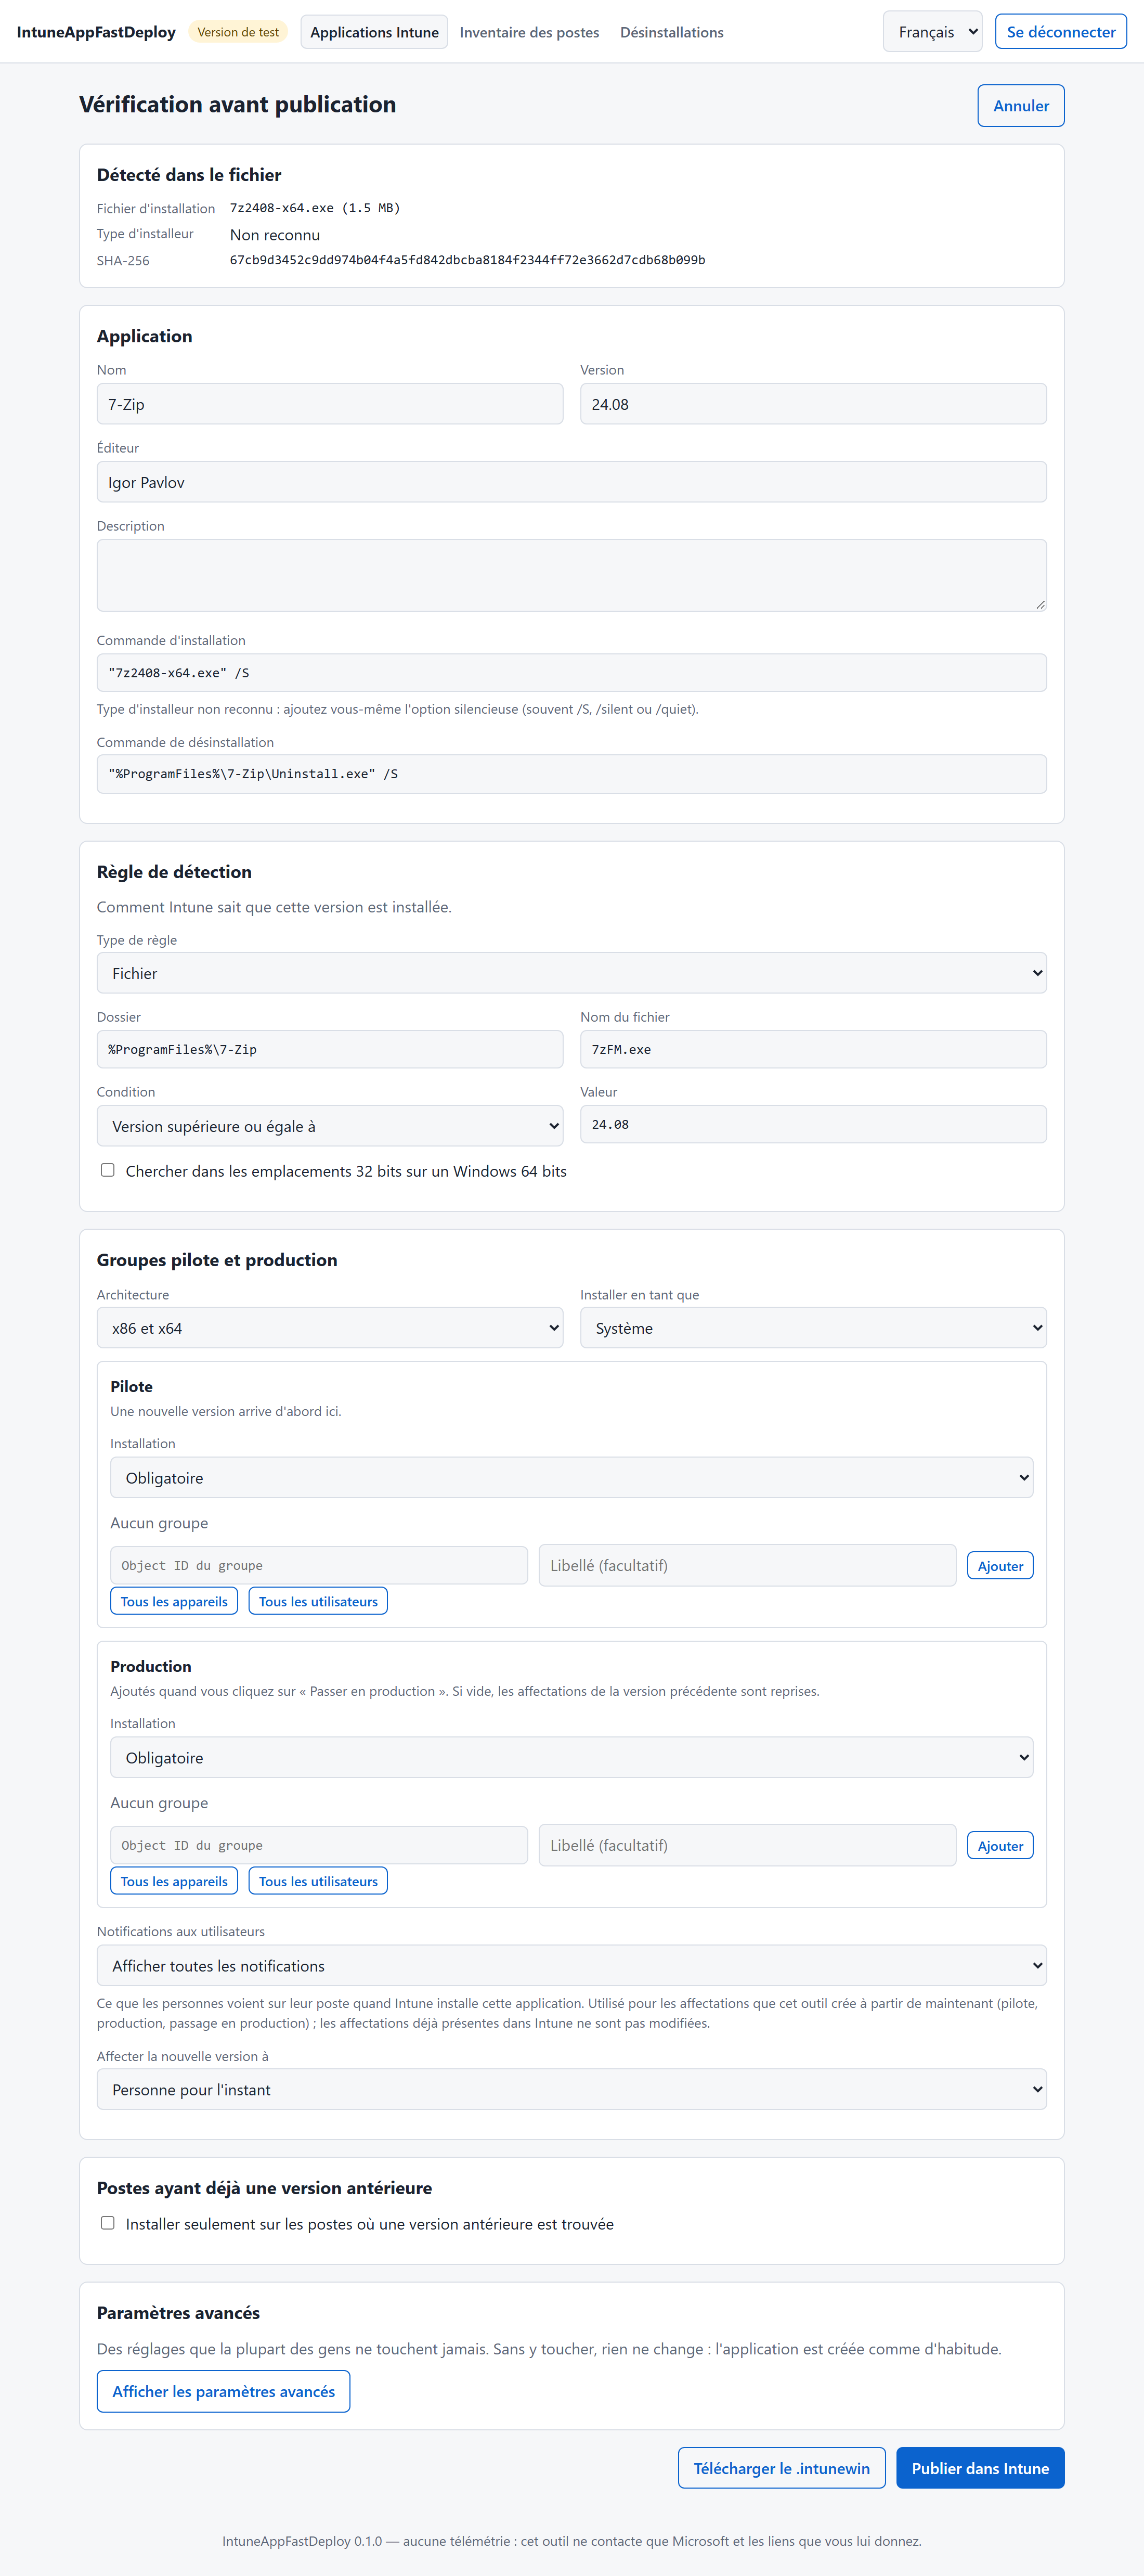 IntuneAppFastDeploy
Version de test
Applications Intune
Inventaire des postes
Désinstallations
Français
Se déconnecter
Vérification avant publication
Annuler
Détecté dans le fichier
Fichier d'installation 7z2408-x64.exe (1.5 MB)
Type d'installeur Non reconnu
SHA-256 67cb9d3452c9dd974b04f4a5fd842dbcba8184f2344ff72e3662d7cdb68b099b
Application
Nom
7-Zip
Version
24.08
Éditeur
Igor Pavlov
Description
Commande d'installation
"7z2408-x64.exe" /S
Type d'installeur non reconnu : ajoutez vous-même l'option silencieuse (souvent /S, /silent ou /quiet).
Commande de désinstallation
"%ProgramFiles%\7-Zip\Uninstall.exe" /S
Règle de détection
Comment Intune sait que cette version est installée.
Type de règle
Fichier
Dossier
%ProgramFiles%\7-Zip
Nom du fichier
7zFM.exe
Condition
Version supérieure ou égale à
Valeur
24.08
Chercher dans les emplacements 32 bits sur un Windows 64 bits
Groupes pilote et production
Architecture
x86 et x64
Installer en tant que
Système
Pilote
Une nouvelle version arrive d'abord ici.
Installation
Obligatoire
Aucun groupe
Object ID du groupe
Libellé (facultatif)
Ajouter
Tous les appareils
Tous les utilisateurs
Production
Ajoutés quand vous cliquez sur « Passer en production ». Si vide, les affectations de la version précédente sont reprises.
Installation
Obligatoire
Aucun groupe
Object ID du groupe
Libellé (facultatif)
Ajouter
Tous les appareils
Tous les utilisateurs
Notifications aux utilisateurs
Afficher toutes les notifications
Ce que les personnes voient sur leur poste quand Intune installe cette application. Utilisé pour les affectations que cet outil crée à partir de maintenant (pilote,
production, passage en production) ; les affectations déjà présentes dans Intune ne sont pas modifiées.
Affecter la nouvelle version à
Personne pour l'instant
Postes ayant déjà une version antérieure
Installer seulement sur les postes où une version antérieure est trouvée
Paramètres avancés
Des réglages que la plupart des gens ne touchent jamais. Sans y toucher, rien ne change : l'application est créée comme d'habitude.
Afficher les paramètres avancés
Télécharger le .intunewin
Publier dans Intune
IntuneAppFastDeploy 0.1.0 — aucune télémétrie : cet outil ne contacte que Microsoft et les liens que vous lui donnez.